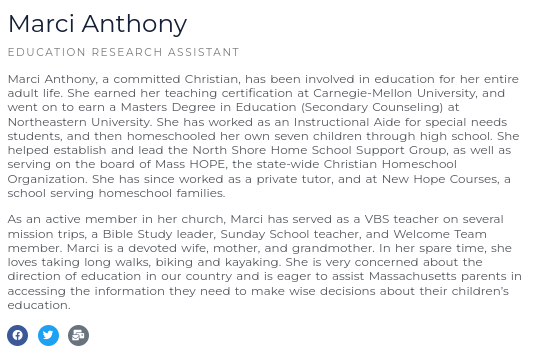 Marci Anthony
EDUCATION RESEARCH ASSISTANT
Marci Anthony, a committed Christian, has been involved in education for her entire
adult life. She earned her teaching certification at Carnegie-Mellon University, and
went on to earn a Masters Degree in Education (Secondary Counseling) at
Northeastern University. She has worked as an Instructional Aide for special needs
students, and then homeschooled her own seven children through high school. She
helped establish and lead the North Shore Home School Support Group, as well as
serving on the board of Mass HOPE, the state-wide Christian Homeschool
Organization. She has since worked as a private tutor, and at New Hope Courses, a
school serving homeschool families.
As an active member in her church, Marci has served as a VBS teacher on several
mission trips, a Bible Study leader, Sunday School teacher, and Welcome Team
member. Marci is a devoted wife, mother, and grandmother. In her spare time, she
loves taking long walks, biking and kayaking. She is very concerned about the
direction of education in our country and is eager to assist Massachusetts parents in
accessing the information they need to make wise decisions about their children’s
education.